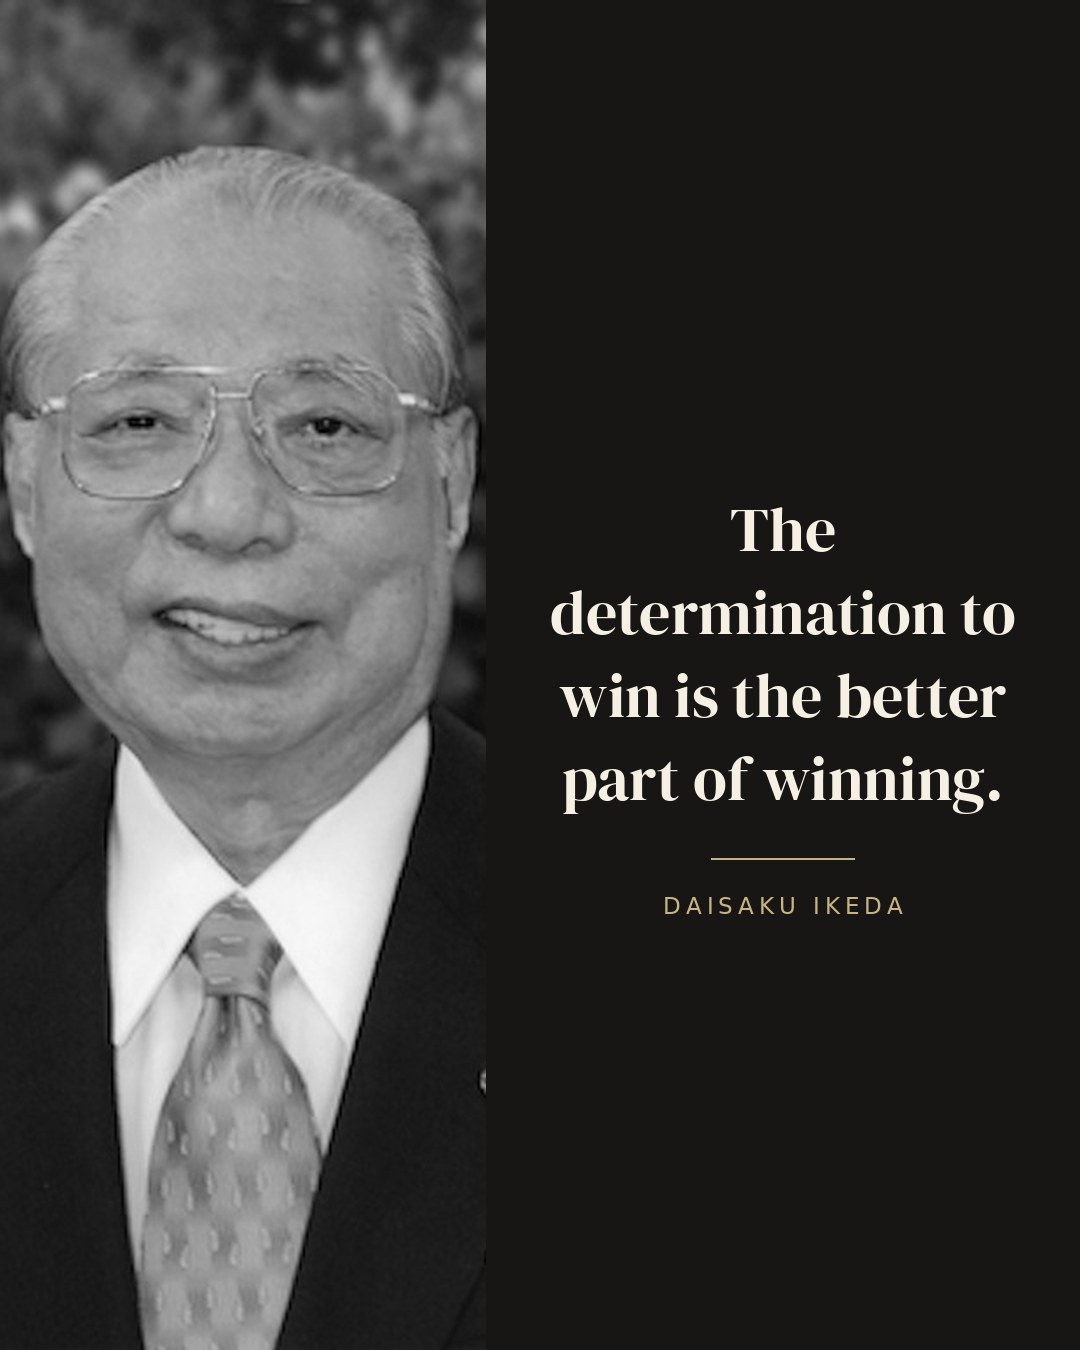 The
determination to
win is the better
part of winning.
DAISAKU IKEDA